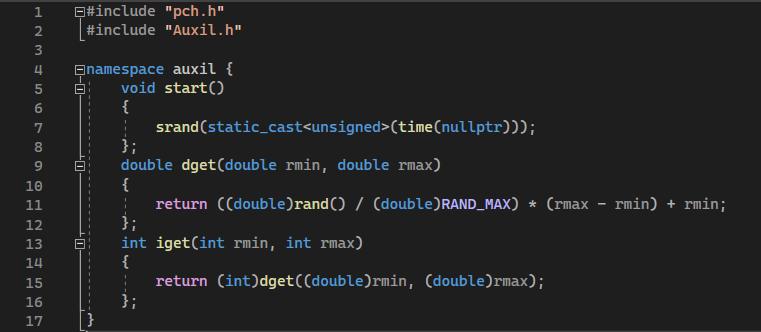 1 #include "pch.h"
2 #include "Auxil.h"
3
4 namespace auxil {
5     void start()
6     {
7         srand(static_cast<unsigned>(time(nullptr)));
8     };
9     double dget(double rmin, double rmax)
10     {
11         return ((double)rand() / (double)RAND_MAX) * (rmax - rmin) + rmin;
12     };
13     int iget(int rmin, int rmax)
14     {
15         return (int)dget((double)rmin, (double)rmax);
16     };
17 }